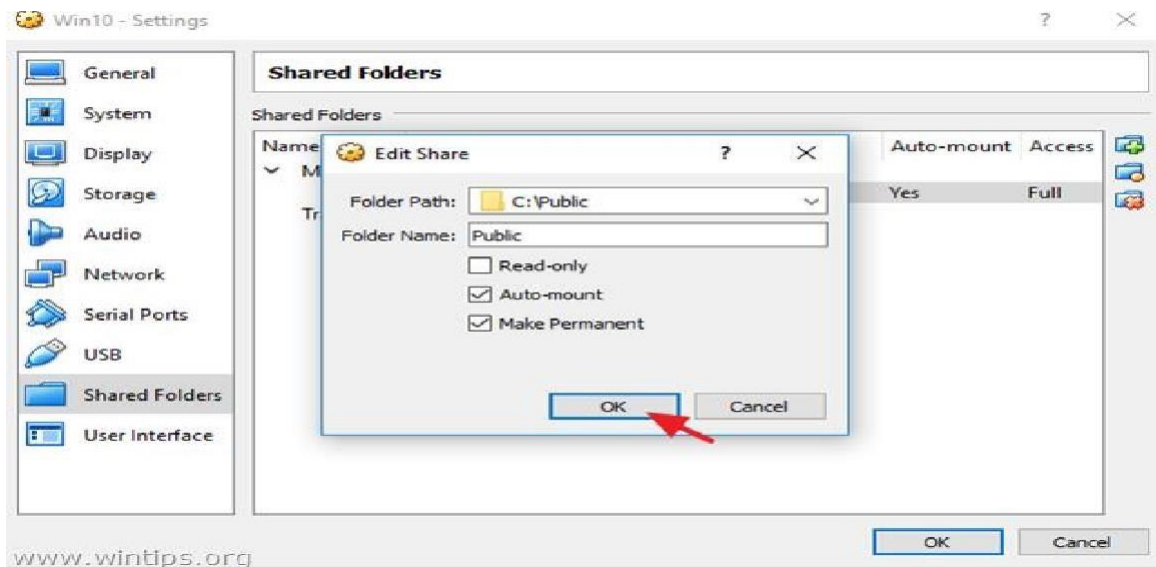 Win10 - Settings
?
General
System
Display
Storage
Audio
Network
Serial Ports
USB
Shared Folders
User Interface
Shared Folders
Shared Folders
Name
Auto-mount Access
Yes Full
Edit Share
?
Folder Path: C:\Public
Folder Name: Public
Read-only
Auto-mount
Make Permanent
OK Cancel
OK Cancel
www.wintips.org